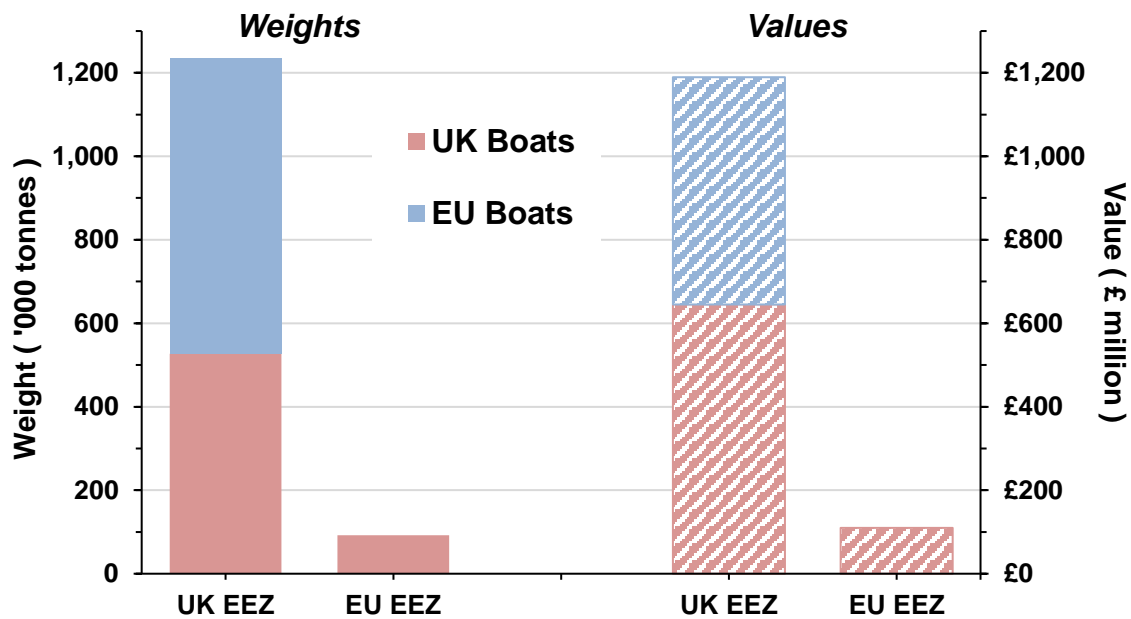 Weights
Values
Weight ( '000 tonnes )
1,200
1,000
800
600
400
200
0
UK Boats
EU Boats
£1,200
£1,000
£800
£600
£400
£200
£0
Value ( £ million )
UK EEZ
EU EEZ
UK EEZ
EU EEZ